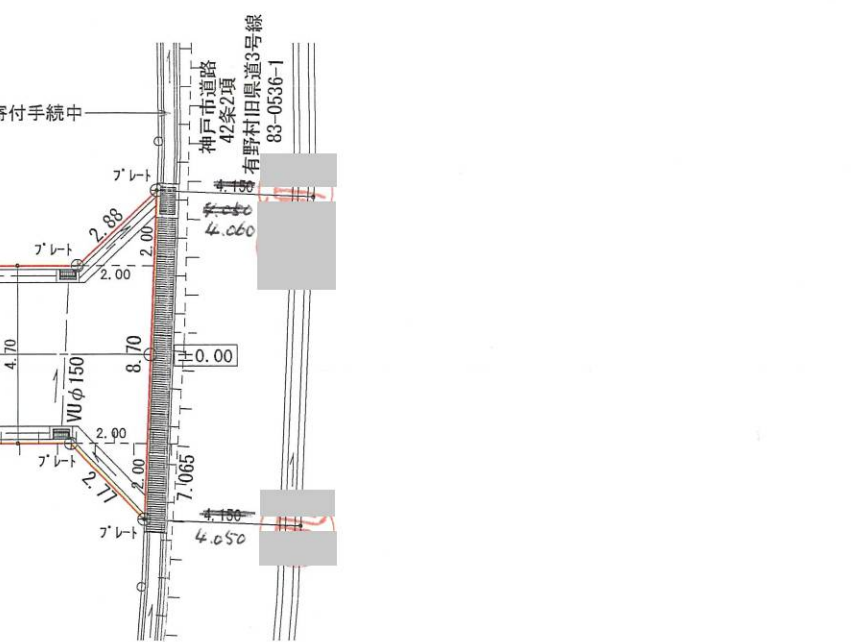 寄付手続中
神戸市道路
42条2項
有野村旧県道3号線
83-0536-1
プレート
4.150
4.050
4.060
2.88
2.00
プレート
2.00
4.70
8.70
±0.00
VUφ150
2.00
プレート
2.00
2.77
7.065
4.150
4.050
プレート